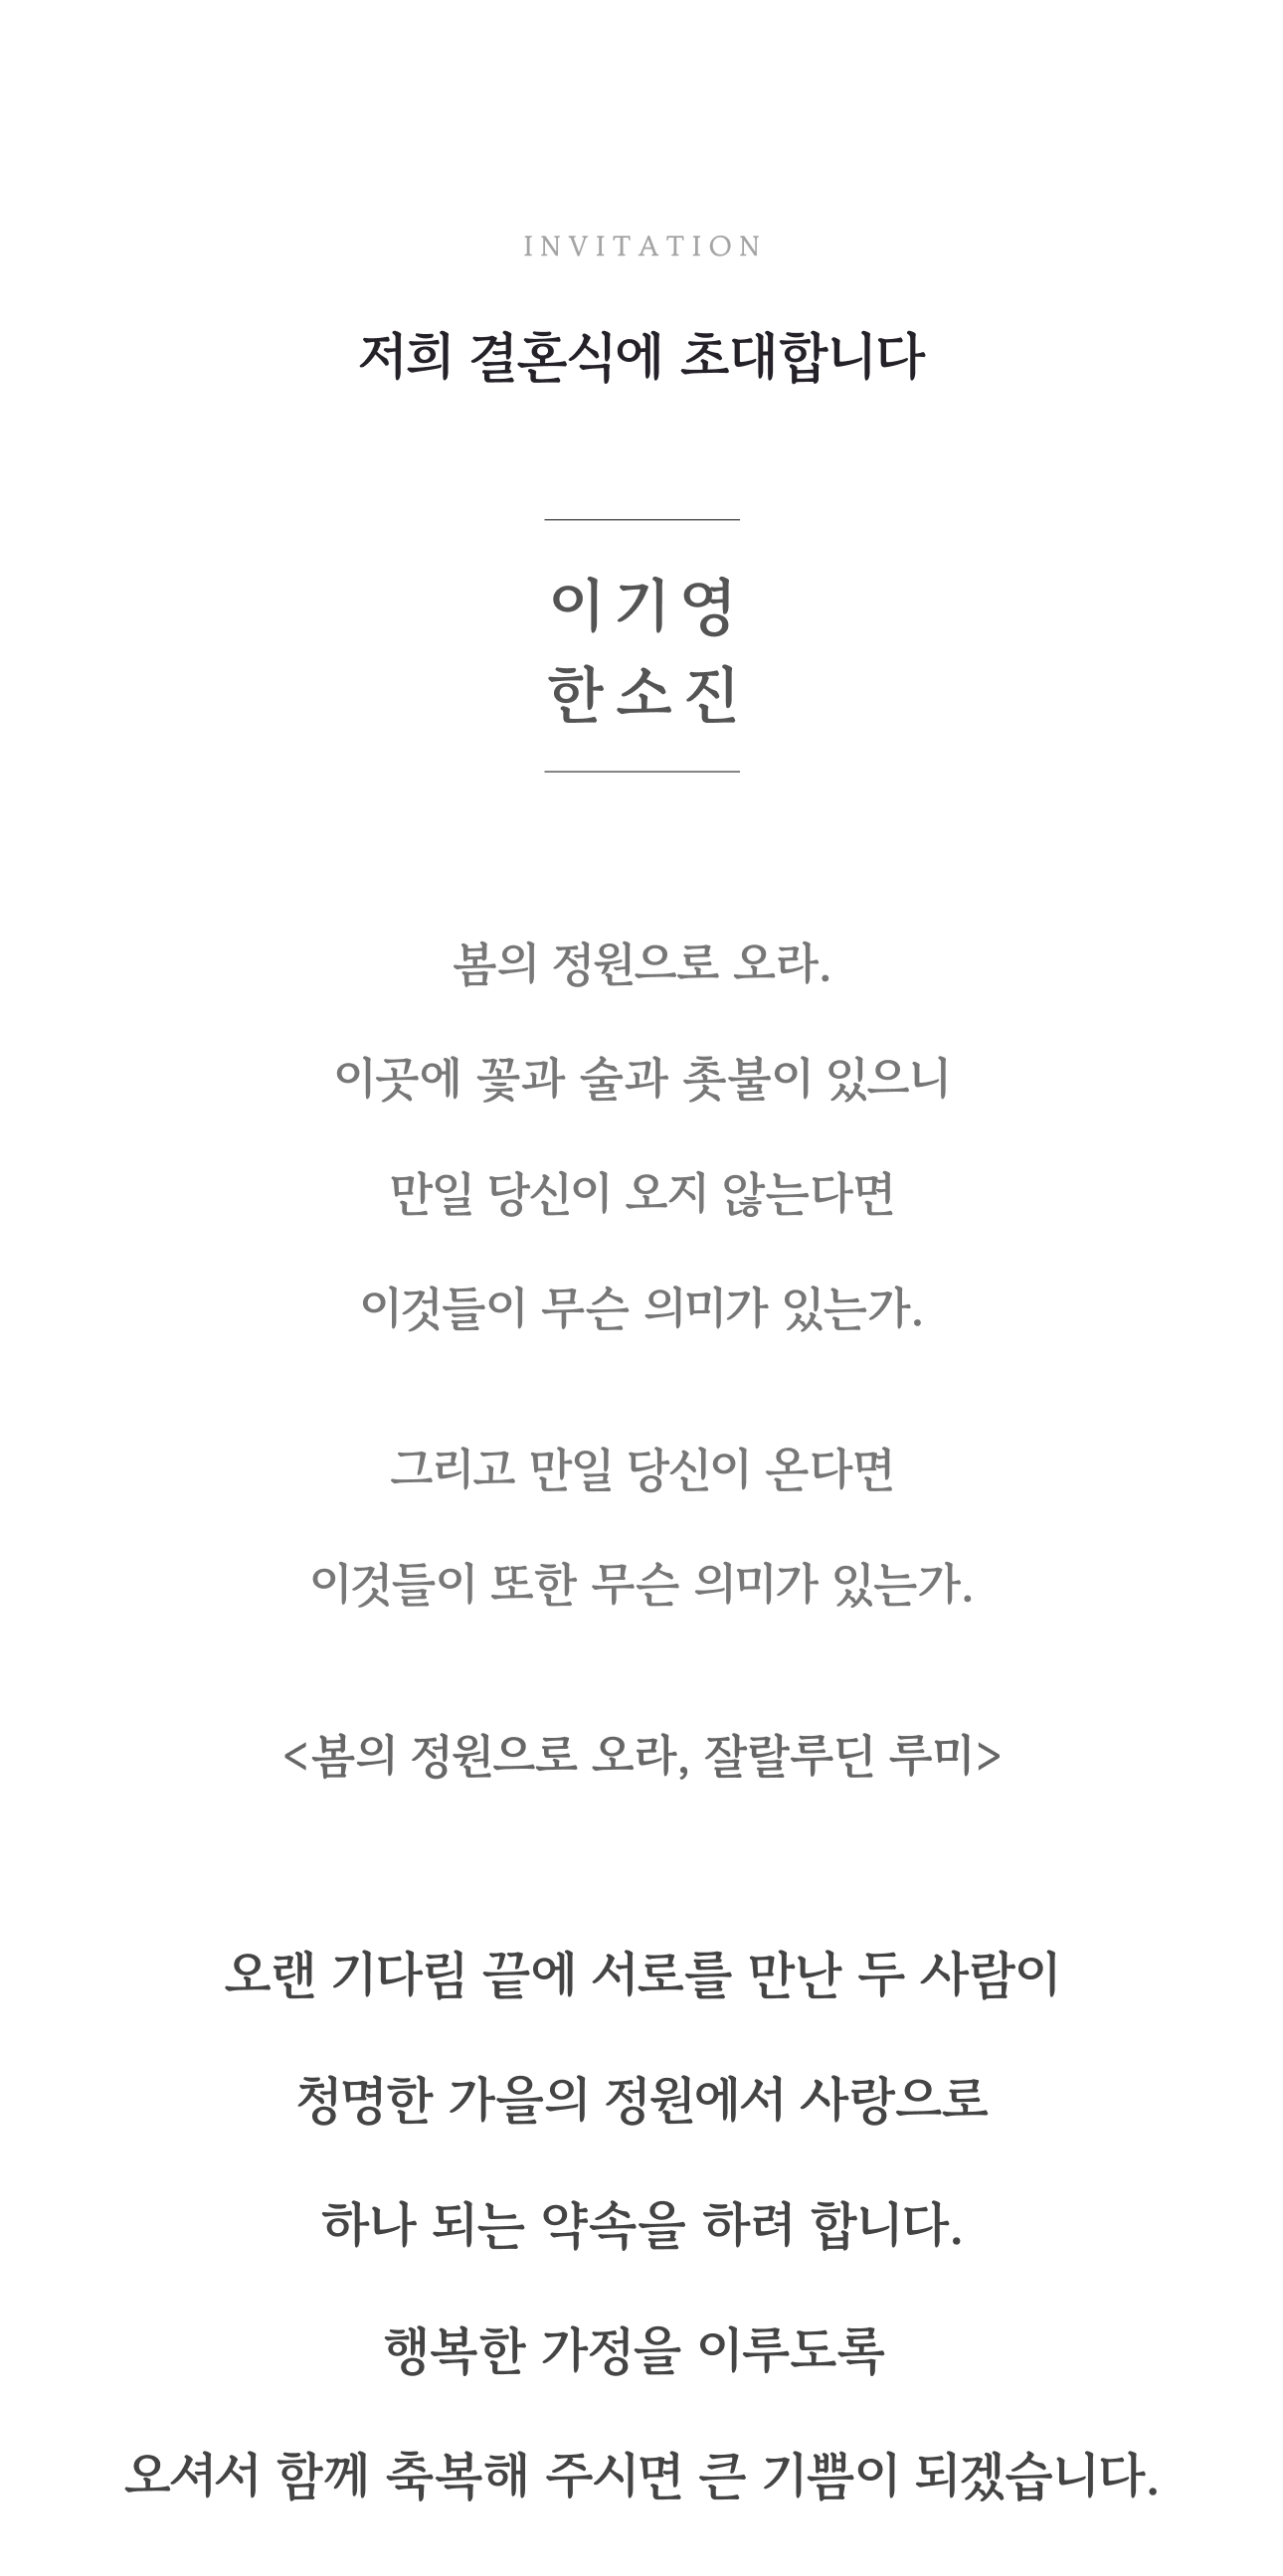 INVITATION
저희 결혼식에 초대합니다
이기영
한소진
봄의 정원으로 오라.
이곳에 꽃과 술과 촛불이 있으니
만일 당신이 오지 않는다면
이것들이 무슨 의미가 있는가.
그리고 만일 당신이 온다면
이것들이 또한 무슨 의미가 있는가.
<봄의 정원으로 오라, 잘랄루딘 루미>
오랜 기다림 끝에 서로를 만난 두 사람이
청명한 가을의 정원에서 사랑으로
하나 되는 약속을 하려 합니다.
행복한 가정을 이루도록
오셔서 함께 축복해 주시면 큰 기쁨이 되겠습니다.